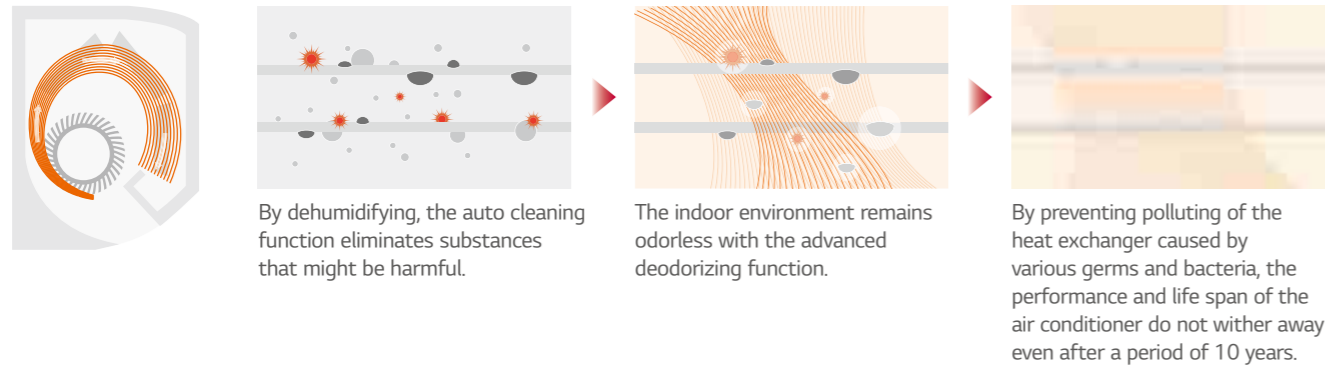 By dehumidifying, the auto cleaning
function eliminates substances
that might be harmful.
The indoor environment remains
odorless with the advanced
deodorizing function.
By preventing polluting of the
heat exchanger caused by
various germs and bacteria, the
performance and life span of the
air conditioner do not wither away
even after a period of 10 years.